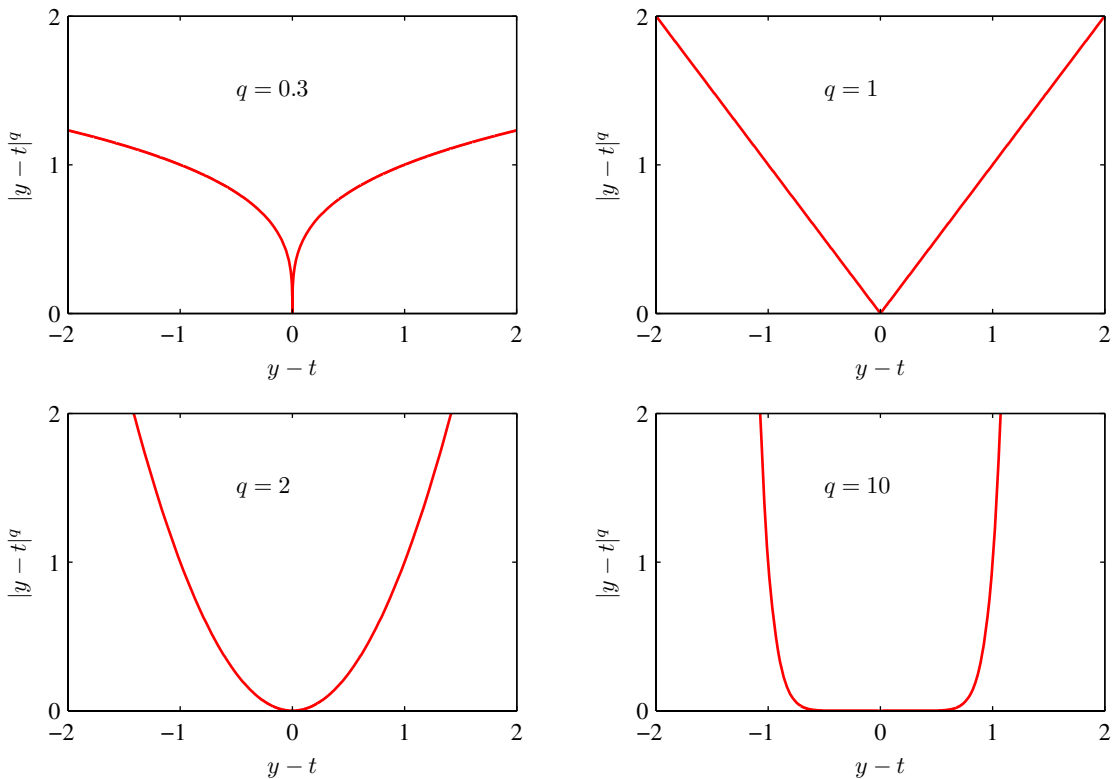 2
1
0
|y − t|^q
q = 0.3
−2 −1 0 1 2
y − t
2
1
0
|y − t|^q
q = 1
−2 −1 0 1 2
y − t
2
1
0
|y − t|^q
q = 2
−2 −1 0 1 2
y − t
2
1
0
|y − t|^q
q = 10
−2 −1 0 1 2
y − t